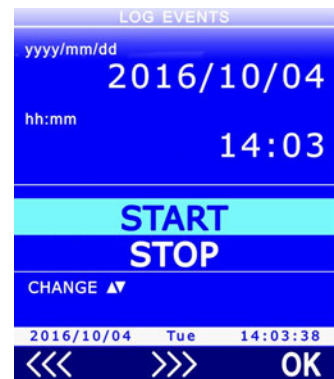 LOG EVENTS
yyyy/mm/dd
2016/10/04
hh:mm
14:03
START
STOP
CHANGE ▲▼
2016/10/04 Tue 14:03:38
<<< >>> OK